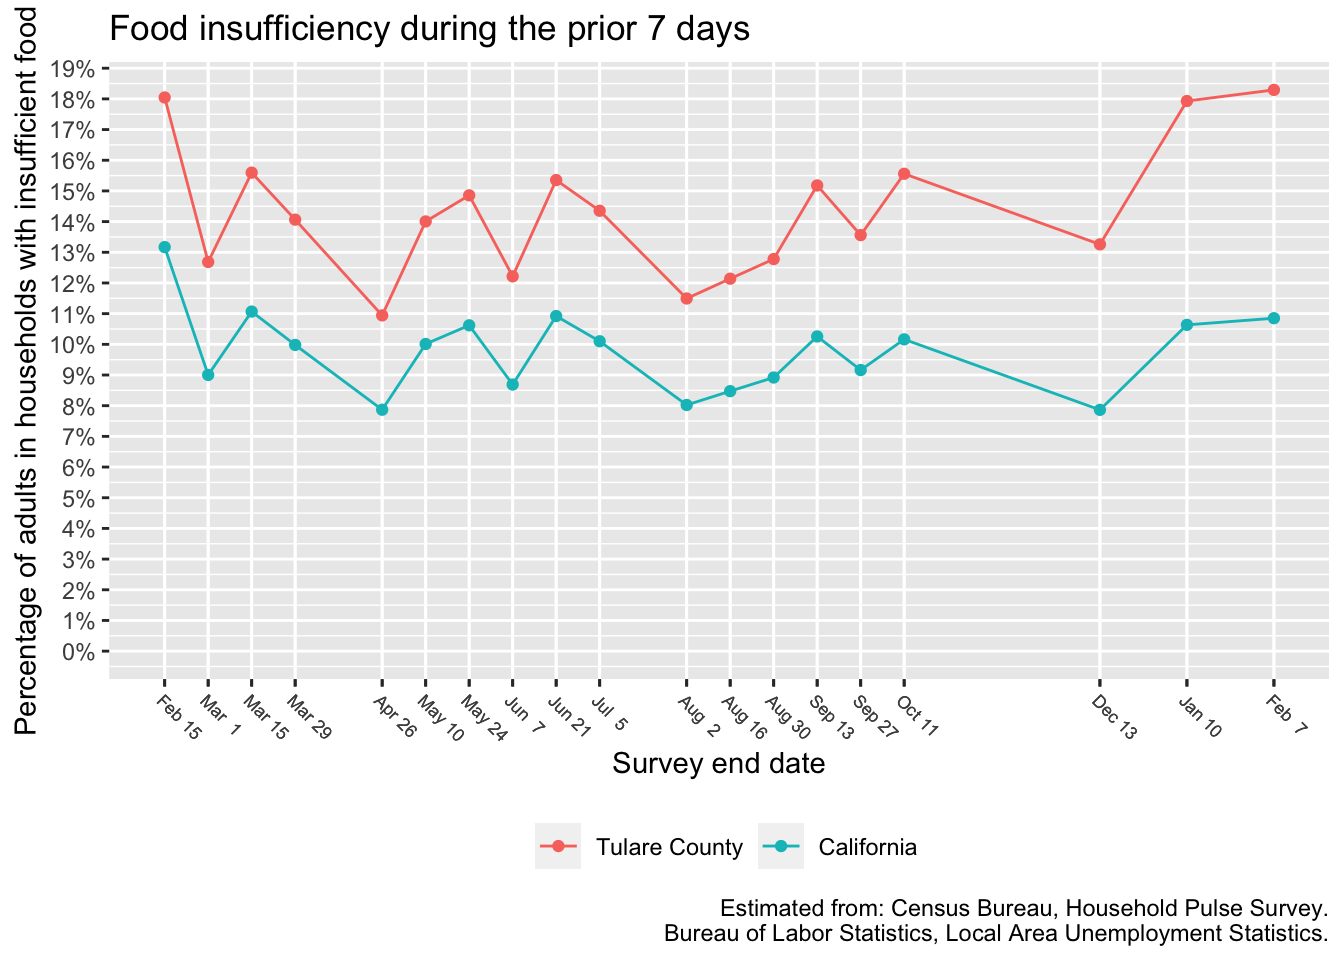 Food insufficiency during the prior 7 days
Percentage of adults in households with insufficient food
19%
18%
17%
16%
15%
14%
13%
12%
11%
10%
9%
8%
7%
6%
5%
4%
3%
2%
1%
0%
Feb 15
Mar 1
Mar 15
Mar 29
Apr 26
May 10
May 24
Jun 7
Jun 21
Jul 5
Aug 2
Aug 16
Aug 30
Sep 13
Sep 27
Oct 11
Dec 13
Jan 10
Feb 7
Survey end date
Tulare County
California
Estimated from: Census Bureau, Household Pulse Survey.
Bureau of Labor Statistics, Local Area Unemployment Statistics.